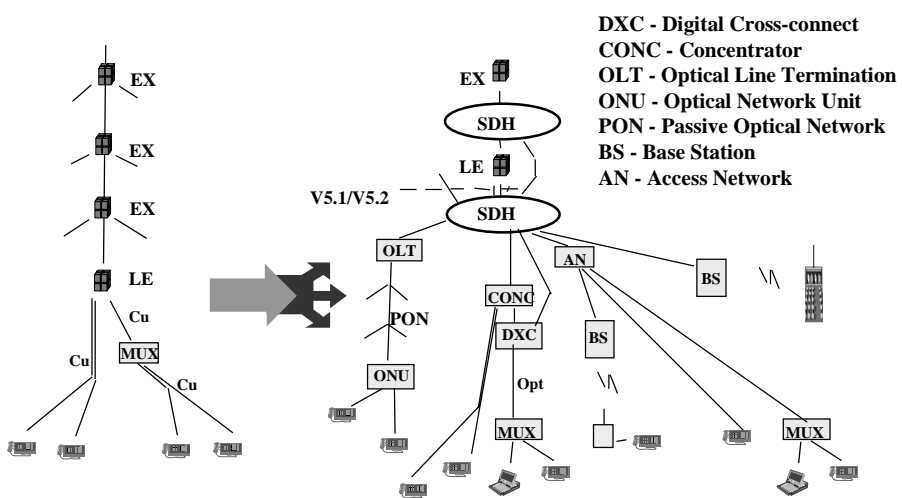 DXC - Digital Cross-connect
CONC - Concentrator
OLT - Optical Line Termination
ONU - Optical Network Unit
PON - Passive Optical Network
BS - Base Station
AN - Access Network
EX
EX
EX
LE
Cu
MUX
Cu
Cu
EX
SDH
LE
V5.1/V5.2
SDH
OLT
AN
BS
CONC
PON
DXC
BS
ONU
Opt
MUX
MUX